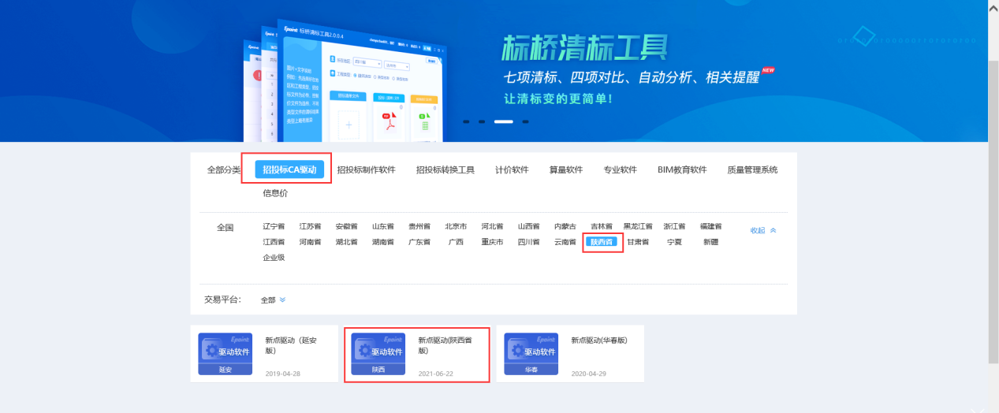 Epoint 标桥清标工具2.0.0.4
标桥清标工具
七项清标、四项对比、自动分析、相关提醒 NEW
让清标变的更简单!
全部分类 招投标CA驱动 招投标制作软件 招投标转换工具 计价软件 算量软件 专业软件 BIM教育软件 质量管理系统
信息价
全国 辽宁省 江苏省 安徽省 山东省 贵州省 北京市 河北省 山西省 内蒙古 吉林省 黑龙江省 浙江省 福建省 收起
江西省 河南省 湖北省 湖南省 广东省 广西 重庆市 四川省 云南省 陕西省 甘肃省 宁夏 新疆
企业级
交易平台: 全部
Epoint 驱动软件 延安
新点驱动（延安
版）
2019-04-28
Epoint 驱动软件 陕西
新点驱动(陕西省
版)
2021-06-22
Epoint 驱动软件 华春
新点驱动(华春版)
2020-04-29